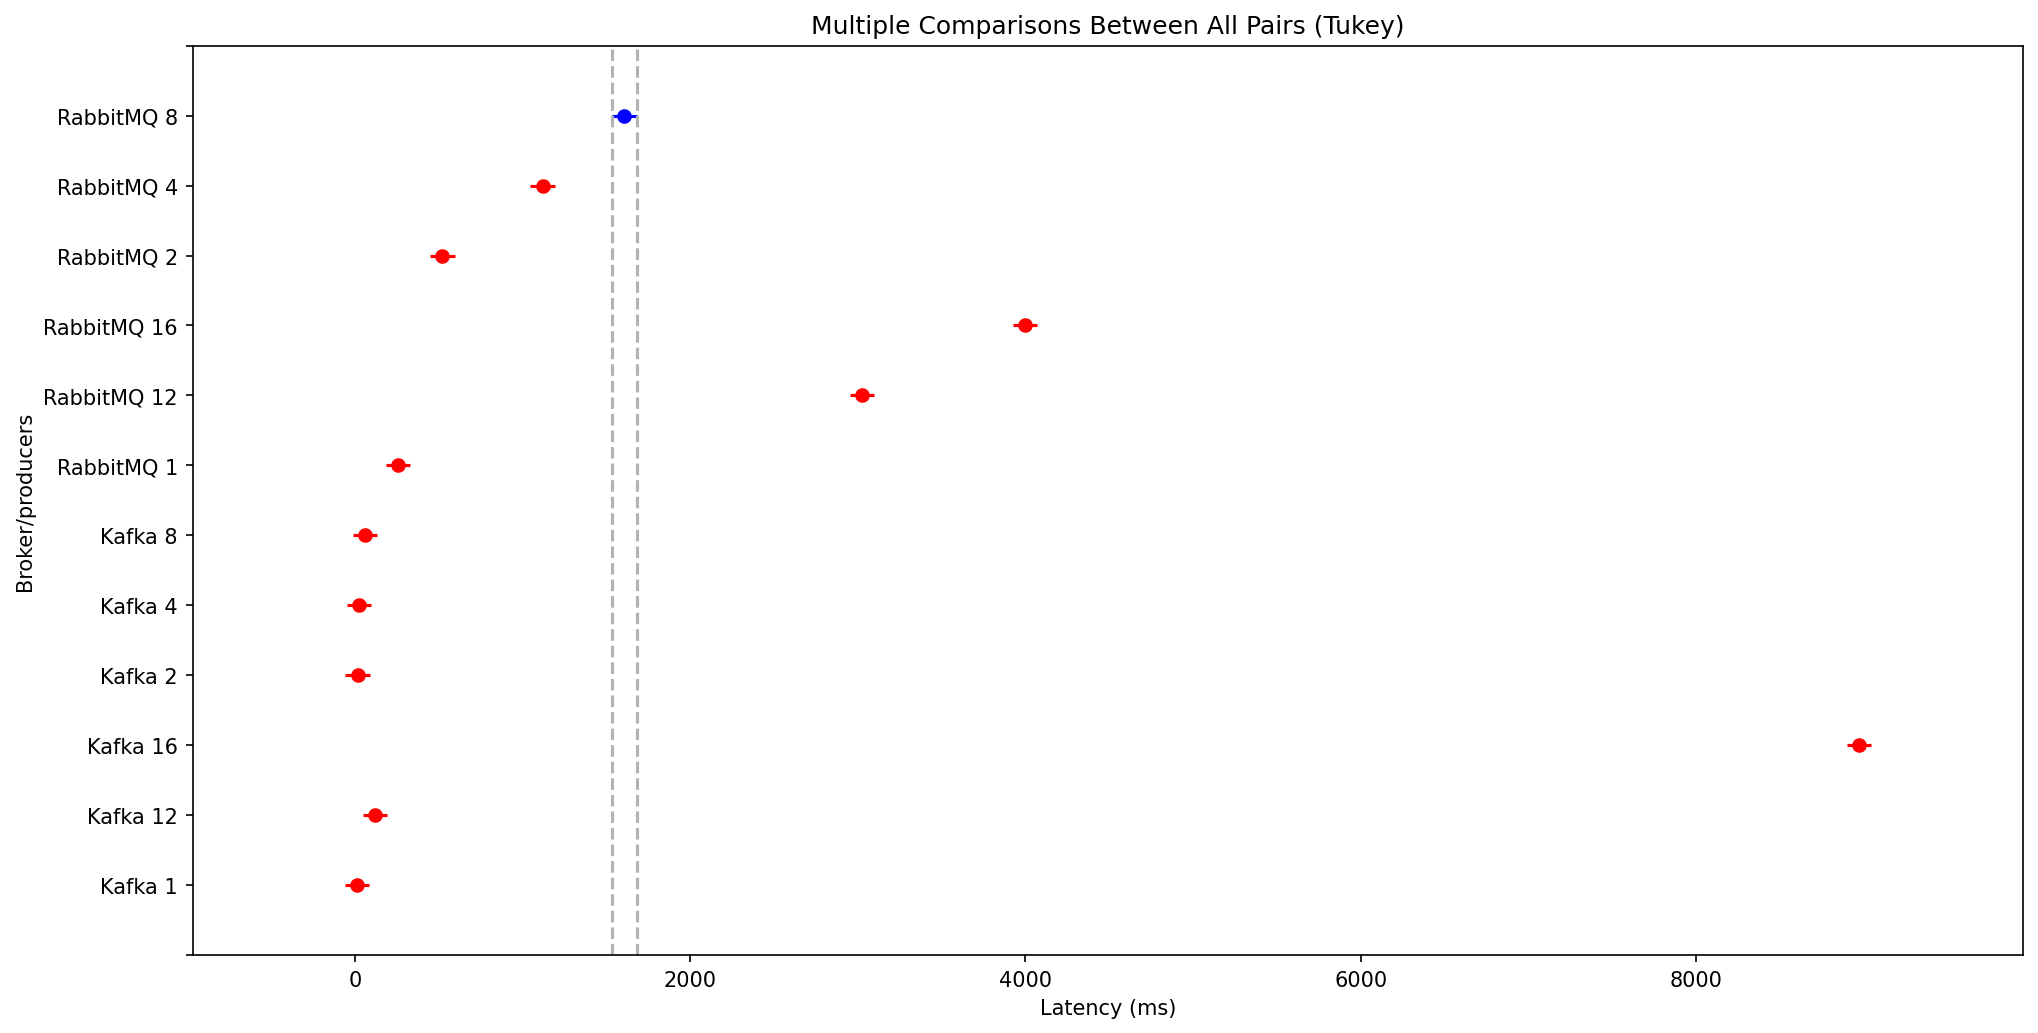 Multiple Comparisons Between All Pairs (Tukey)
RabbitMQ 8
RabbitMQ 4
RabbitMQ 2
RabbitMQ 16
RabbitMQ 12
RabbitMQ 1
Kafka 8
Kafka 4
Kafka 2
Kafka 16
Kafka 12
Kafka 1
Broker/producers
0 2000 4000 6000 8000
Latency (ms)